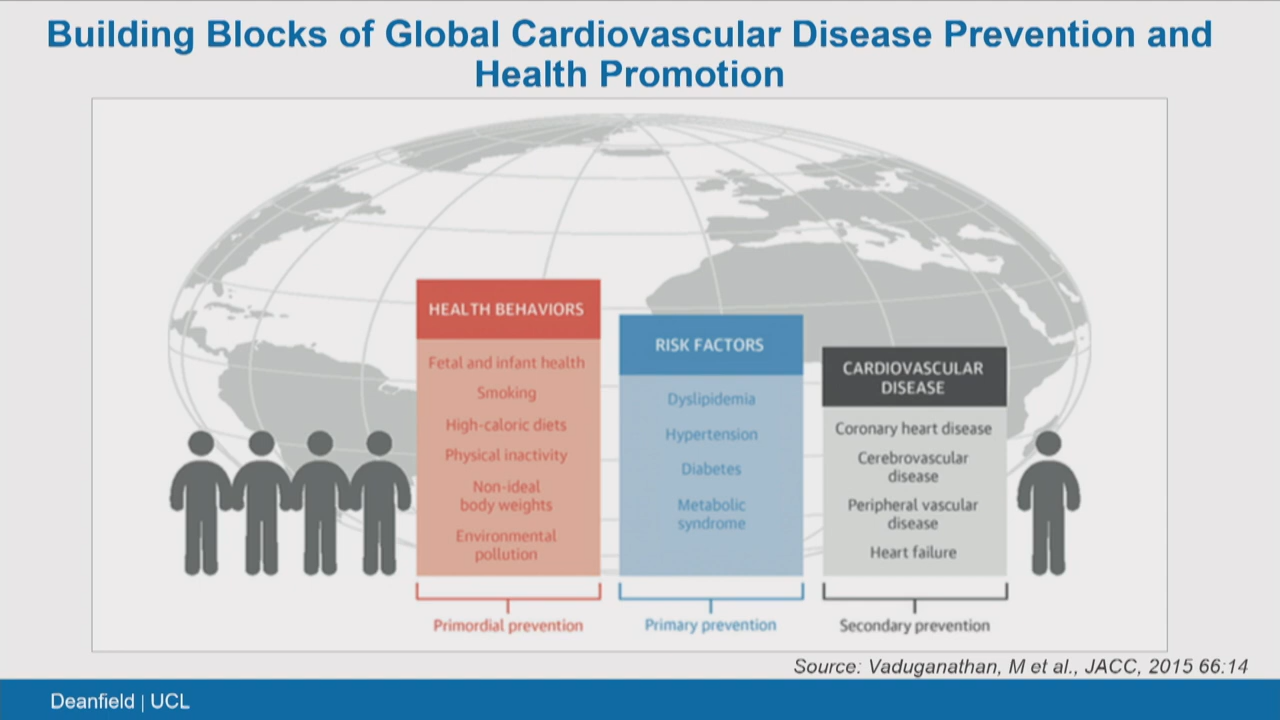 Building Blocks of Global Cardiovascular Disease Prevention and
Health Promotion
HEALTH BEHAVIORS
Fetal and infant health
Smoking
High-caloric diets
Physical inactivity
Non-ideal
body weights
Environmental
pollution
Primordial prevention
RISK FACTORS
Dyslipidemia
Hypertension
Diabetes
Metabolic
syndrome
Primary prevention
CARDIOVASCULAR
DISEASE
Coronary heart disease
Cerebrovascular
disease
Peripheral vascular
disease
Heart failure
Secondary prevention
Source: Vaduganathan, M et al., JACC, 2015 66:14
Deanfield | UCL